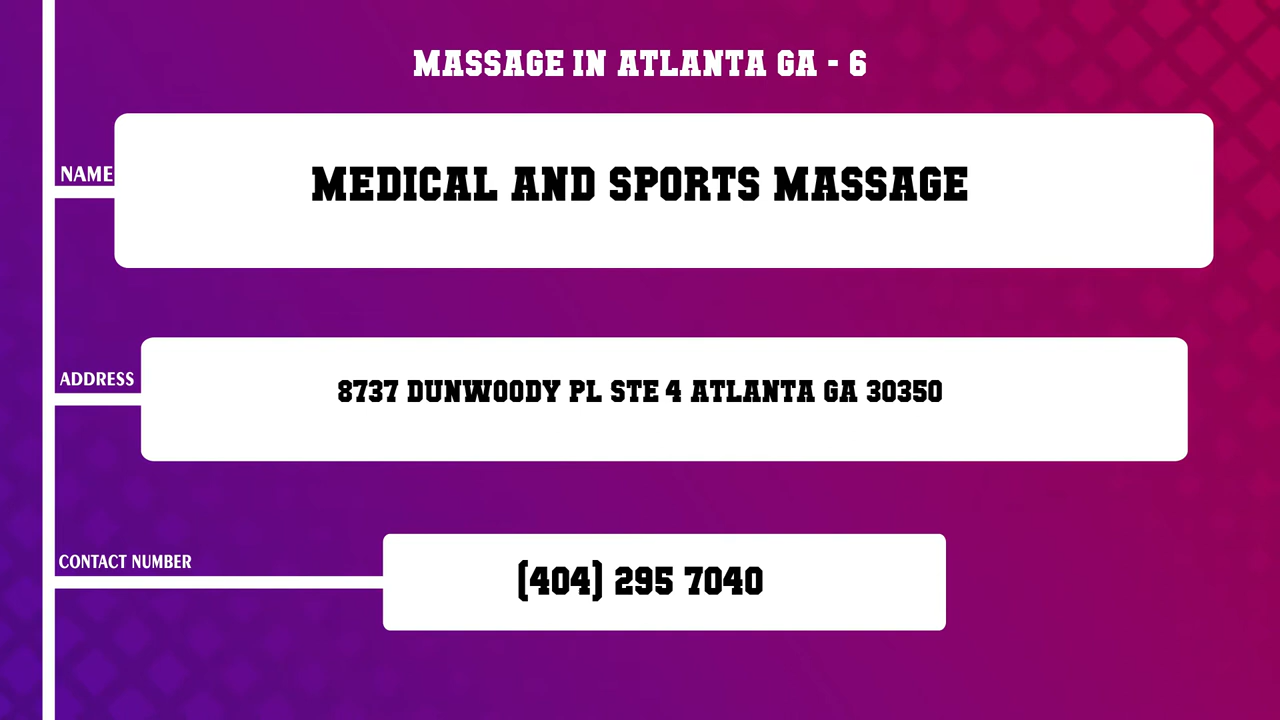 MASSAGE IN ATLANTA GA - 6
NAME
MEDICAL AND SPORTS MASSAGE
ADDRESS
8737 DUNWOODY PL STE 4 ATLANTA GA 30350
CONTACT NUMBER
(404) 295 7040